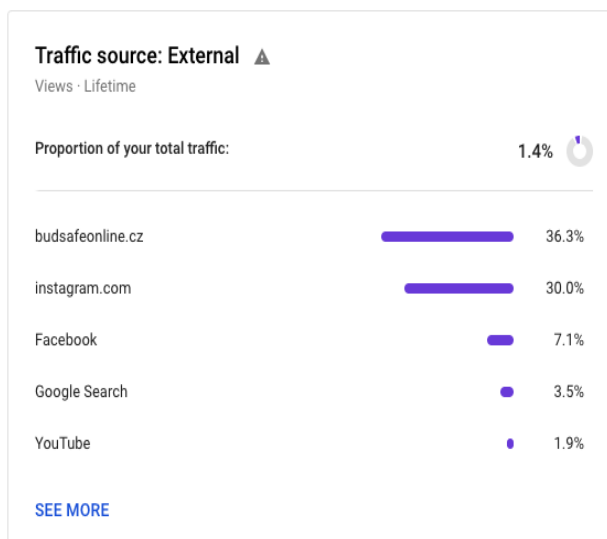 Traffic source: External
Views · Lifetime
Proportion of your total traffic: 1.4%
budsafeonline.cz 36.3%
instagram.com 30.0%
Facebook 7.1%
Google Search 3.5%
YouTube 1.9%
SEE MORE